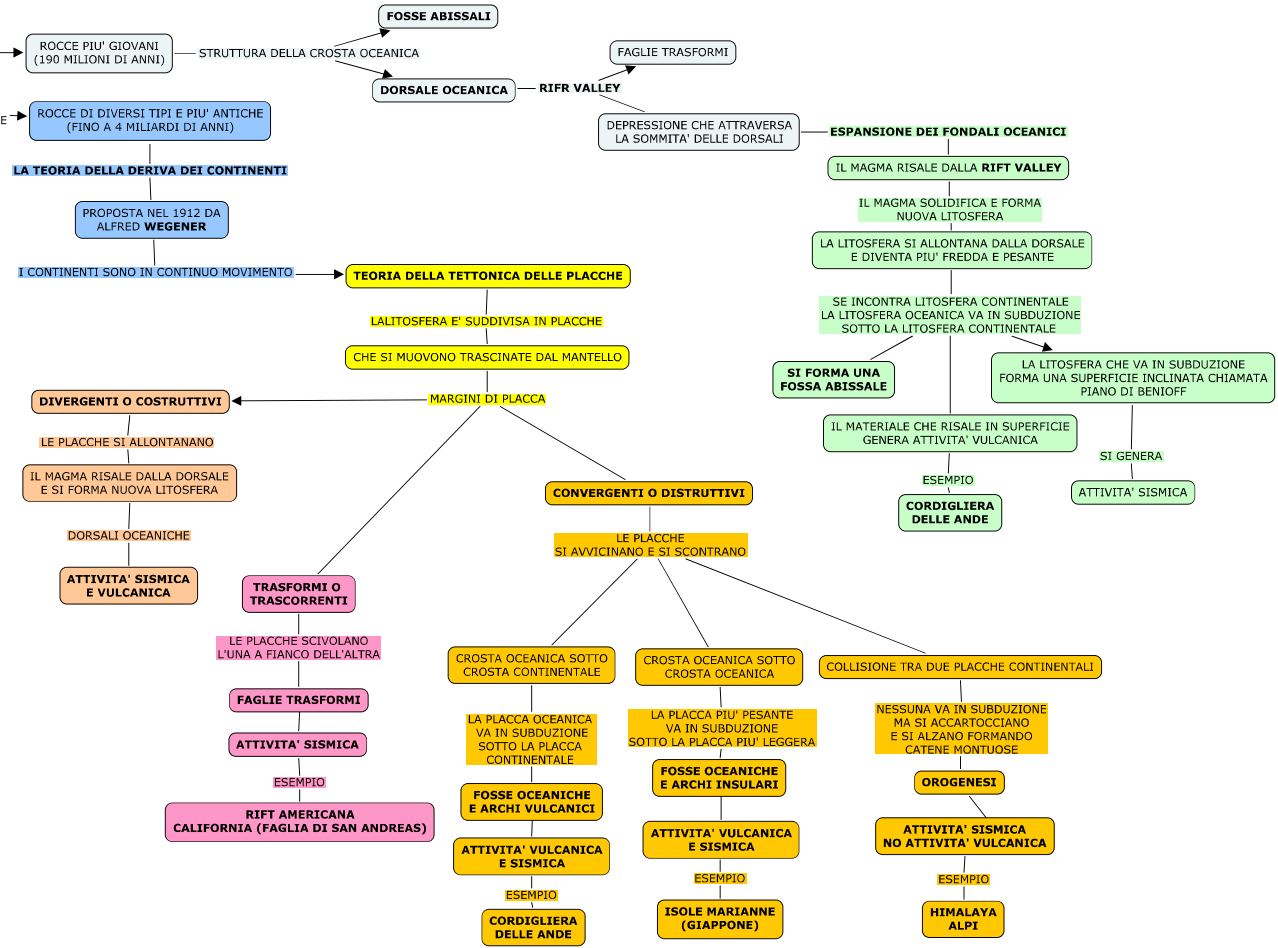 FOSSE ABISSALI
ROCCE PIU' GIOVANI
(190 MILIONI DI ANNI)
STRUTTURA DELLA CROSTA OCEANICA
FAGLIE TRASFORMI
DORSALE OCEANICA
RIFR VALLEY
E
ROCCE DI DIVERSI TIPI E PIU' ANTICHE
(FINO A 4 MILIARDI DI ANNI)
DEPRESSIONE CHE ATTRAVERSA
LA SOMMITA' DELLE DORSALI
ESPANSIONE DEI FONDALI OCEANICI
LA TEORIA DELLA DERIVA DEI CONTINENTI
IL MAGMA RISALE DALLA RIFT VALLEY
PROPOSTA NEL 1912 DA
ALFRED WEGENER
IL MAGMA SOLIDIFICA E FORMA
NUOVA LITOSFERA
LA LITOSFERA SI ALLONTANA DALLA DORSALE
E DIVENTA PIU' FREDDA E PESANTE
I CONTINENTI SONO IN CONTINUO MOVIMENTO
TEORIA DELLA TETTONICA DELLE PLACCHE
SE INCONTRA LITOSFERA CONTINENTALE
LA LITOSFERA OCEANICA VA IN SUBDUZIONE
SOTTO LA LITOSFERA CONTINENTALE
LALITOSFERA E' SUDDIVISA IN PLACCHE
CHE SI MUOVONO TRASCINATE DAL MANTELLO
SI FORMA UNA
FOSSA ABISSALE
LA LITOSFERA CHE VA IN SUBDUZIONE
FORMA UNA SUPERFICIE INCLINATA CHIAMATA
PIANO DI BENIOFF
DIVERGENTI O COSTRUTTIVI
MARGINI DI PLACCA
IL MATERIALE CHE RISALE IN SUPERFICIE
GENERA ATTIVITA' VULCANICA
LE PLACCHE SI ALLONTANANO
SI GENERA
IL MAGMA RISALE DALLA DORSALE
E SI FORMA NUOVA LITOSFERA
ESEMPIO
ATTIVITA' SISMICA
CONVERGENTI O DISTRUTTIVI
CORDIGLIERA
DELLE ANDE
DORSALI OCEANICHE
LE PLACCHE
SI AVVICINANO E SI SCONTRANO
ATTIVITA' SISMICA
E VULCANICA
TRASFORMI O
TRASCORRENTI
LE PLACCHE SCIVOLANO
L'UNA A FIANCO DELL'ALTRA
FAGLIE TRASFORMI
ATTIVITA' SISMICA
ESEMPIO
RIFT AMERICANA
CALIFORNIA (FAGLIA DI SAN ANDREAS)
CROSTA OCEANICA SOTTO
CROSTA CONTINENTALE
LA PLACCA OCEANICA
VA IN SUBDUZIONE
SOTTO LA PLACCA
CONTINENTALE
FOSSE OCEANICHE
E ARCHI VULCANICI
ATTIVITA' VULCANICA
E SISMICA
ESEMPIO
CORDIGLIERA
DELLE ANDE
CROSTA OCEANICA SOTTO
CROSTA OCEANICA
LA PLACCA PIU' PESANTE
VA IN SUBDUZIONE
SOTTO LA PLACCA PIU' LEGGERA
FOSSE OCEANICHE
E ARCHI INSULARI
ATTIVITA' VULCANICA
E SISMICA
ESEMPIO
ISOLE MARIANNE
(GIAPPONE)
COLLISIONE TRA DUE PLACCHE CONTINENTALI
NESSUNA VA IN SUBDUZIONE
MA SI ACCARTOCCIANO
E SI ALZANO FORMANDO
CATENE MONTUOSE
OROGENESI
ATTIVITA' SISMICA
NO ATTIVITA' VULCANICA
ESEMPIO
HIMALAYA
ALPI